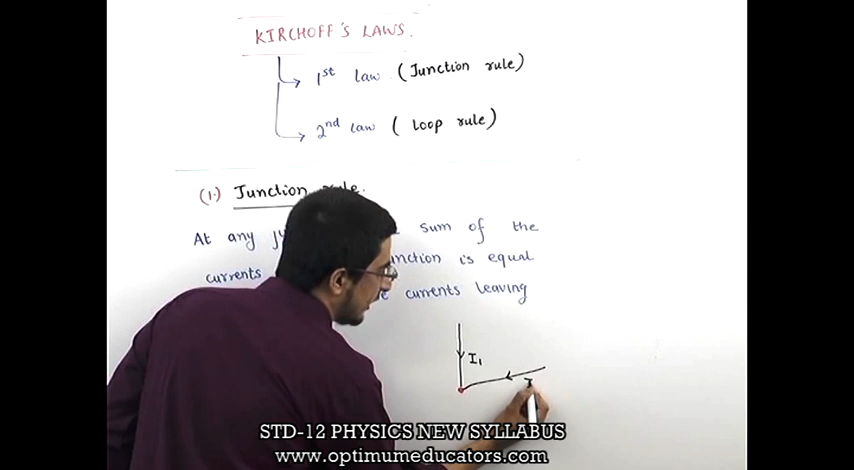 KIRCHOFF'S LAWS.
1st law (Junction rule)
2nd law ( Loop rule)
(1.) Junction rule.
At any sum of the
currents junction is equal
currents leaving
I1
I
STD-12 PHYSICS NEW SYLLABUS
www.optimumeducators.com